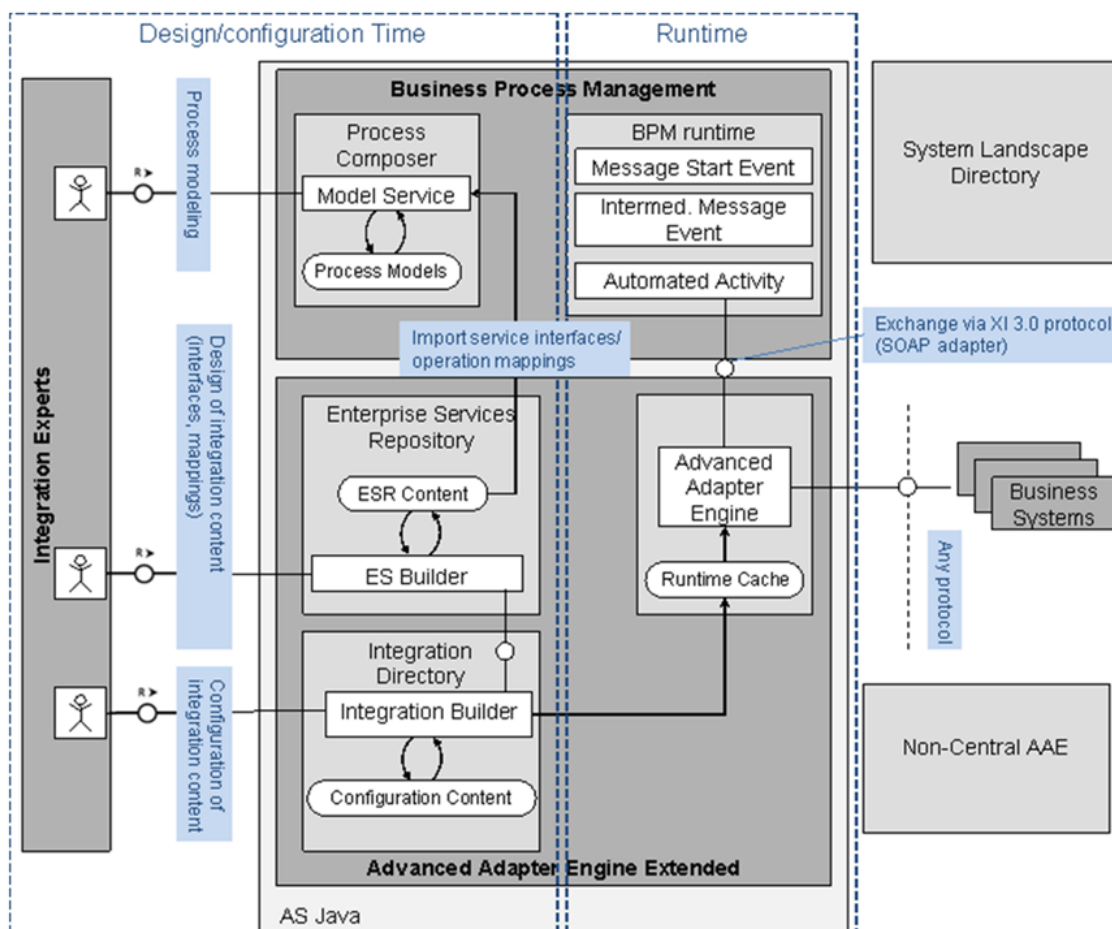 Design/configuration Time
Runtime
Business Process Management
Process
Composer
Model Service
Process Models
BPM runtime
Message Start Event
Intermed. Message
Event
Automated Activity
System Landscape
Directory
R
Process modeling
Import service interfaces/
operation mappings
Exchange via XI 3.0 protocol
(SOAP adapter)
Integration Experts
Design of integration content
(interfaces, mappings)
Enterprise Services
Repository
ESR Content
R
ES Builder
Advanced
Adapter
Engine
Runtime Cache
Business
Systems
Any protocol
Integration
Directory
R
Integration Builder
Configuration of
integration content
Configuration Content
Non-Central AAE
Advanced Adapter Engine Extended
AS Java